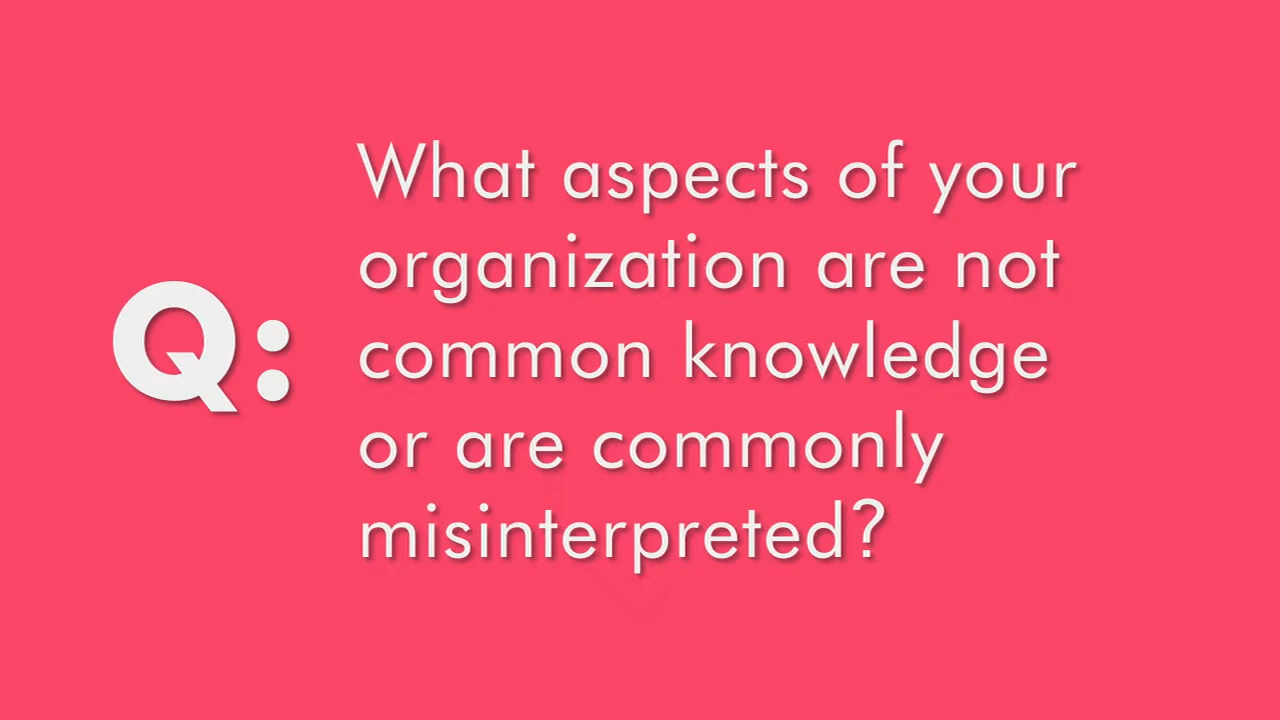 Q:
What aspects of your
organization are not
common knowledge
or are commonly
misinterpreted?